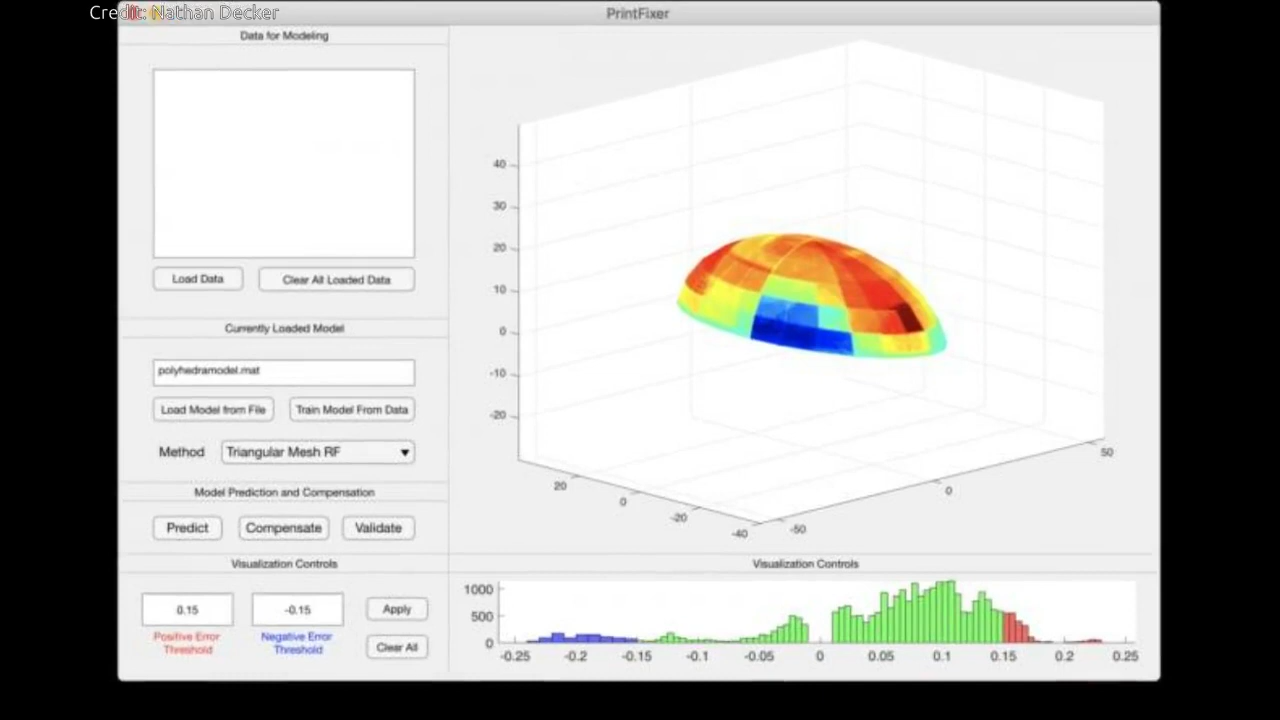 Credit: Nathan Decker
PrintFixer
Data for Modeling
Load Data
Clear All Loaded Data
Currently Loaded Model
polyhedramodel.mat
Load Model from File
Train Model From Data
Method
Triangular Mesh RF
Model Prediction and Compensation
Predict
Compensate
Validate
Visualization Controls
0.15
-0.15
Apply
Positive Error
Threshold
Negative Error
Threshold
Clear All
40
30
20
10
0
-10
-20
20
0
-20
-40
-50
0
50
Visualization Controls
1000
500
0
-0.25 -0.2 -0.15 -0.1 -0.05 0 0.05 0.1 0.15 0.2 0.25